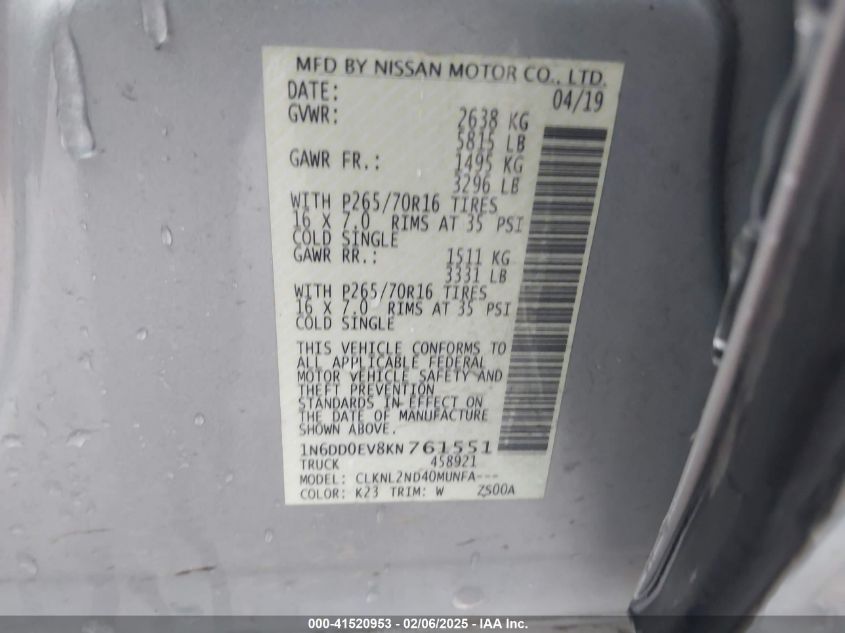 MFD BY NISSAN MOTOR CO., LTD.
DATE: 04/19
GVWR: 2638 KG
5815 LB
GAWR FR.: 1495 KG
3296 LB
WITH P265/70R16 TIRES
16 X 7.0 RIMS AT 35 PSI
COLD SINGLE
GAWR RR.: 1511 KG
3331 LB
WITH P265/70R16 TIRES
16 X 7.0 RIMS AT 35 PSI
COLD SINGLE
THIS VEHICLE CONFORMS TO
ALL APPLICABLE FEDERAL
MOTOR VEHICLE SAFETY AND
THEFT PREVENTION
STANDARDS IN EFFECT ON
THE DATE OF MANUFACTURE
SHOWN ABOVE.
1N6DD0EV8KN761551
TRUCK 458921
MODEL: CLKNL2ND40MUNFA---
COLOR: K23 TRIM: W ZS00A
000-41520953 - 02/06/2025 - IAA Inc.